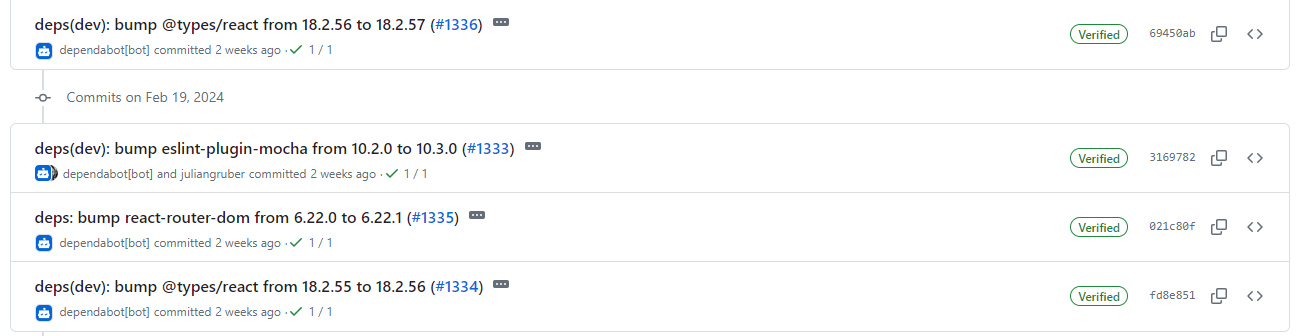 deps(dev): bump @types/react from 18.2.56 to 18.2.57 (#1336)
dependabot[bot] committed 2 weeks ago · 1 / 1
Verified
69450ab
Commits on Feb 19, 2024
deps(dev): bump eslint-plugin-mocha from 10.2.0 to 10.3.0 (#1333)
dependabot[bot] and juliangruber committed 2 weeks ago · 1 / 1
Verified
3169782
deps: bump react-router-dom from 6.22.0 to 6.22.1 (#1335)
dependabot[bot] committed 2 weeks ago · 1 / 1
Verified
021c80f
deps(dev): bump @types/react from 18.2.55 to 18.2.56 (#1334)
dependabot[bot] committed 2 weeks ago · 1 / 1
Verified
fd8e851